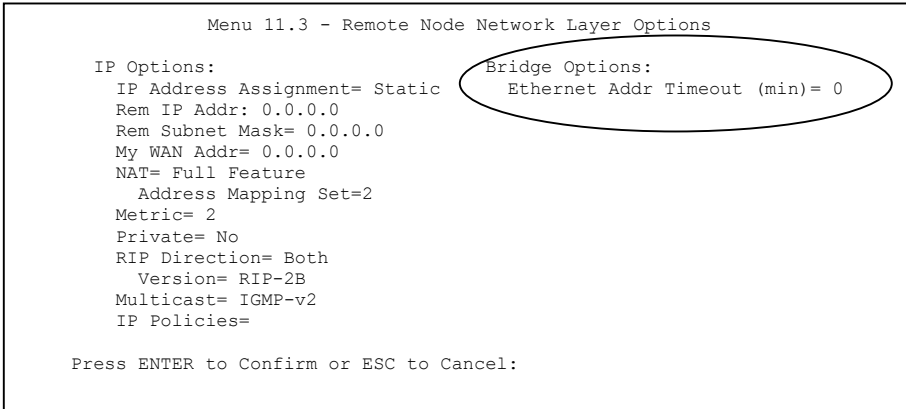 Menu 11.3 - Remote Node Network Layer Options
IP Options:
IP Address Assignment= Static
Rem IP Addr: 0.0.0.0
Rem Subnet Mask= 0.0.0.0
My WAN Addr= 0.0.0.0
NAT= Full Feature
Address Mapping Set=2
Metric= 2
Private= No
RIP Direction= Both
Version= RIP-2B
Multicast= IGMP-v2
IP Policies=
Bridge Options:
Ethernet Addr Timeout (min)= 0
Press ENTER to Confirm or ESC to Cancel: